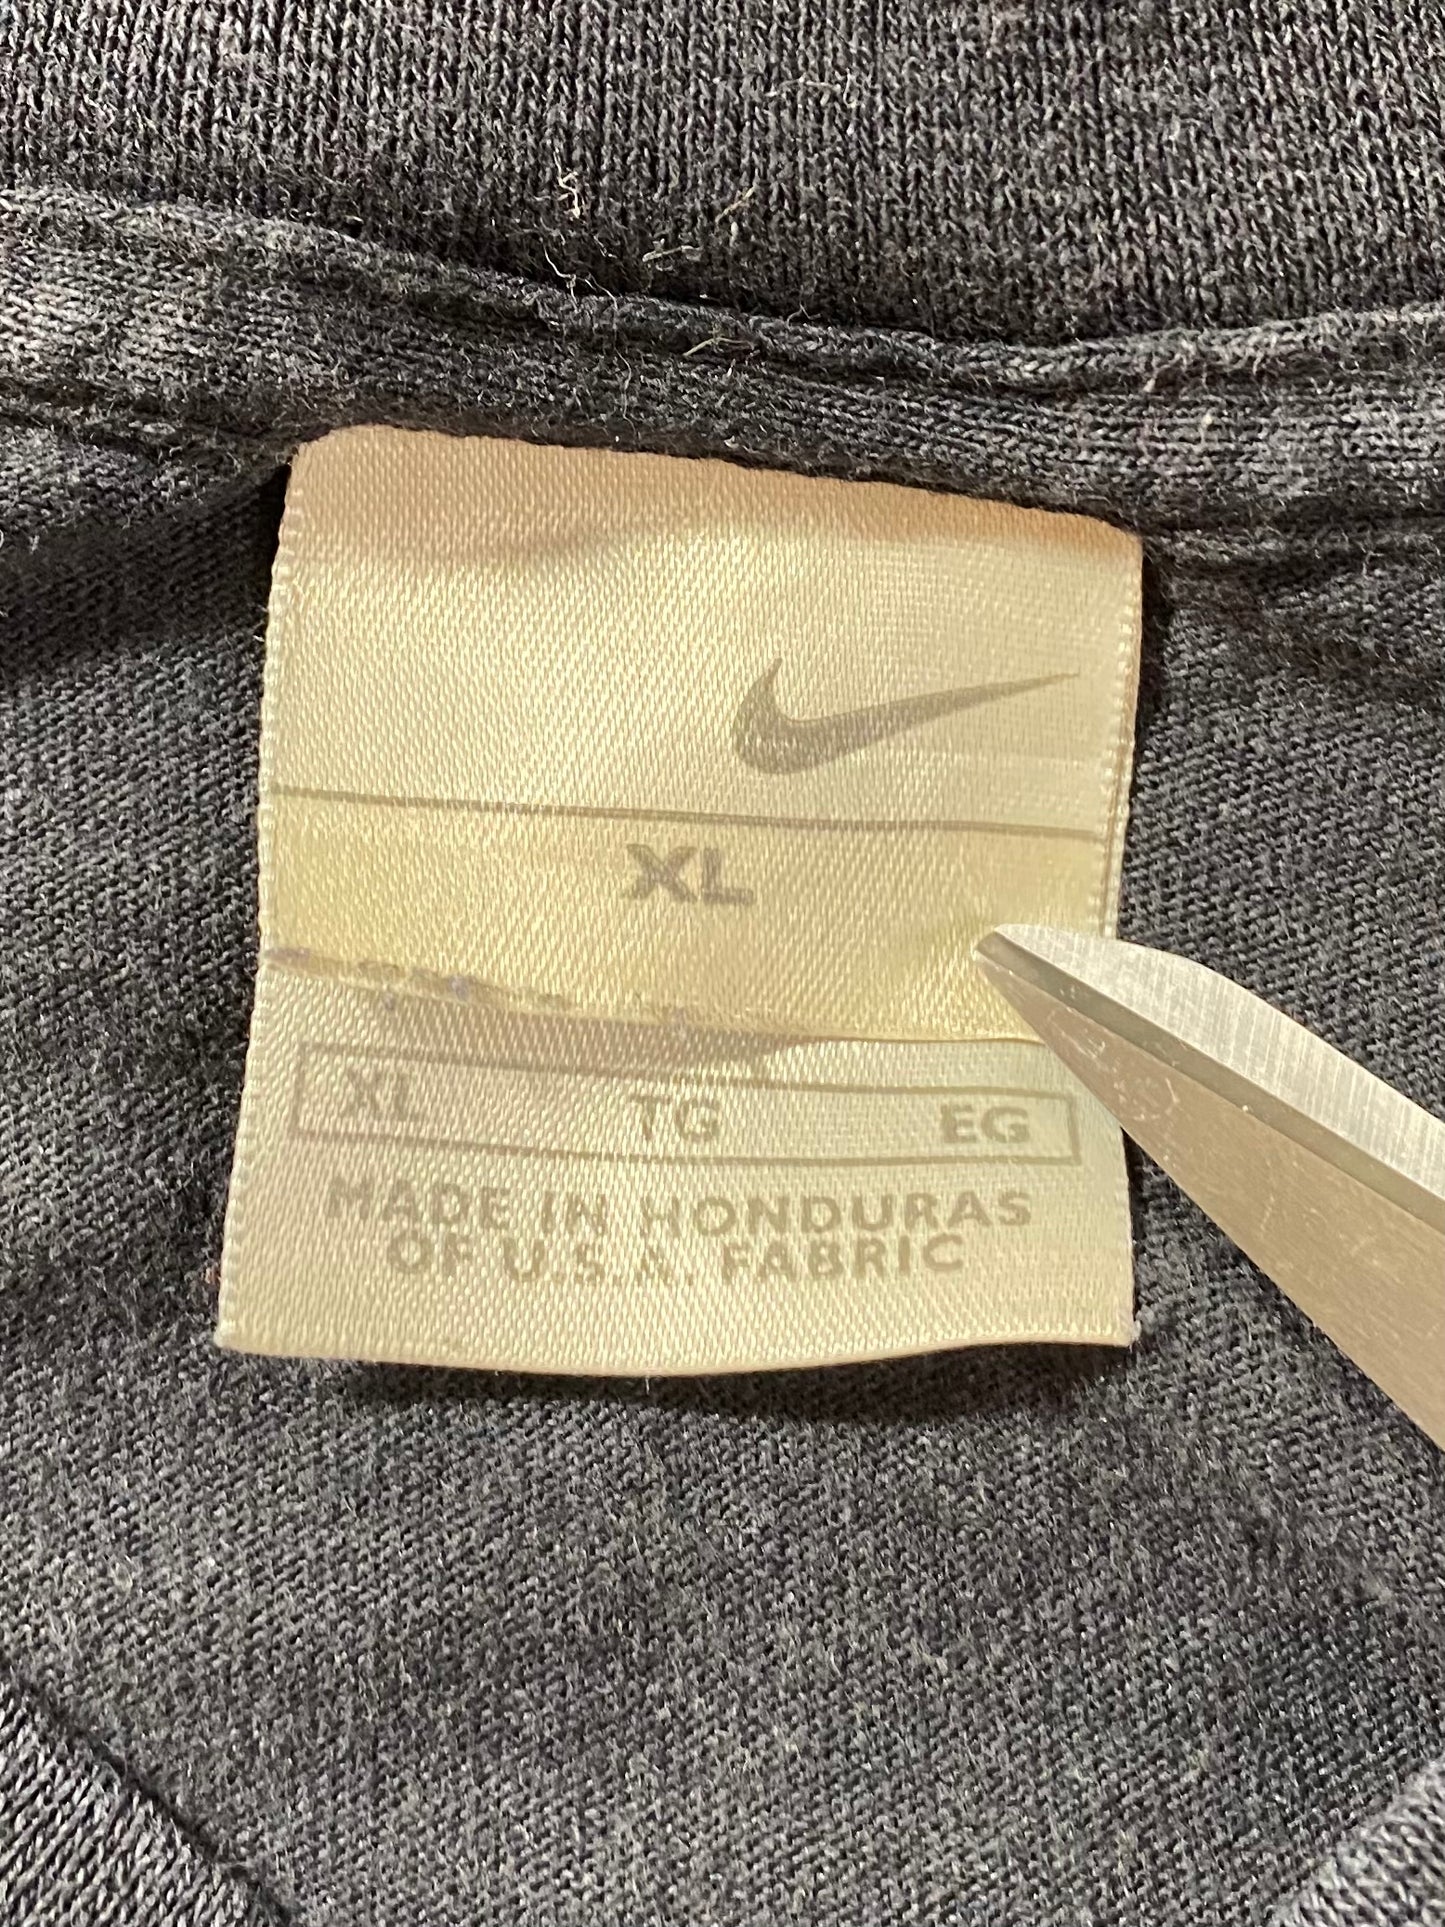 XL
XL TG EG
MADE IN HONDURAS
OF U.S.A. FABRIC